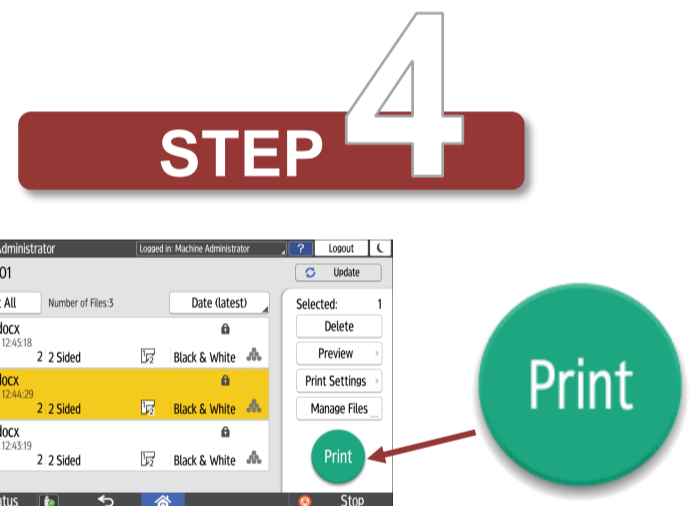 STEP 4
Administrator Logged in: Machine Administrator ? Logout
01 Update
All Number of Files:3 Date (latest) Selected: 1
docx Delete
12:45:18
2 2 Sided Black & White Preview
docx Print Settings
12:44:29
2 2 Sided Black & White Manage Files
docx
12:43:19
2 2 Sided Black & White Print
Stop
Print